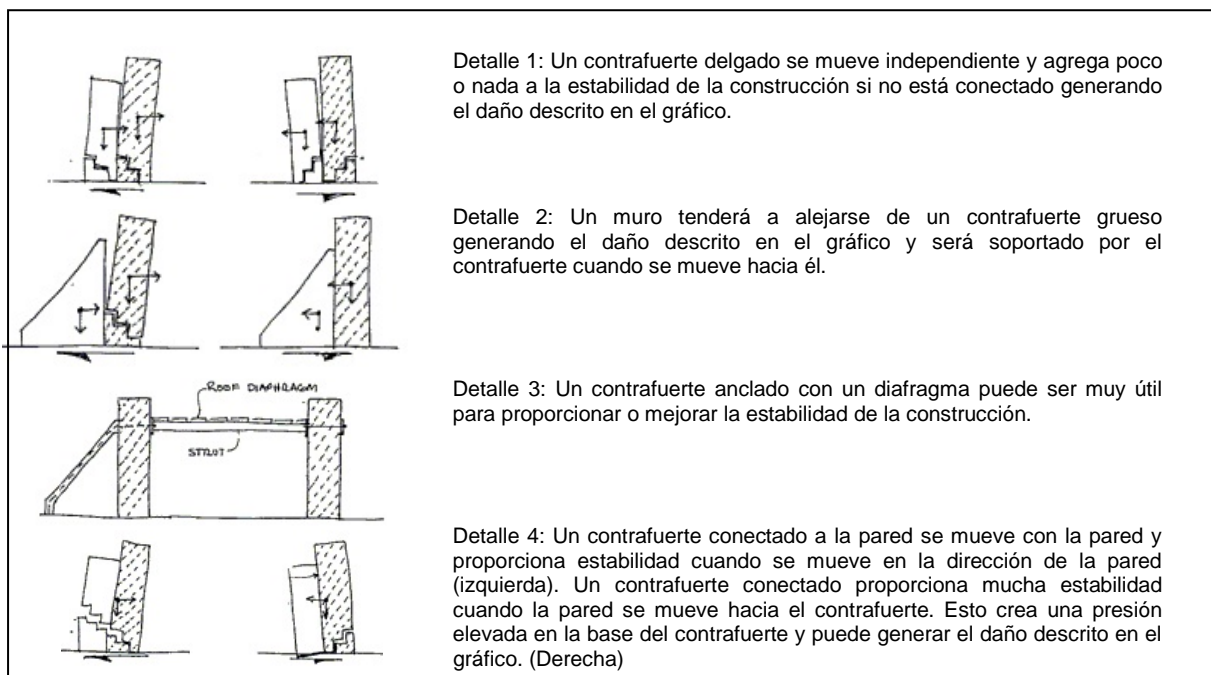 Detalle 1: Un contrafuerte delgado se mueve independiente y agrega poco
o nada a la estabilidad de la construcción si no está conectado generando
el daño descrito en el gráfico.
Detalle 2: Un muro tenderá a alejarse de un contrafuerte grueso
generando el daño descrito en el gráfico y será soportado por el
contrafuerte cuando se mueve hacia él.
ROOF DIAPHRAGM
STRUT
Detalle 3: Un contrafuerte anclado con un diafragma puede ser muy útil
para proporcionar o mejorar la estabilidad de la construcción.
Detalle 4: Un contrafuerte conectado a la pared se mueve con la pared y
proporciona estabilidad cuando se mueve en la dirección de la pared
(izquierda). Un contrafuerte conectado proporciona mucha estabilidad
cuando la pared se mueve hacia el contrafuerte. Esto crea una presión
elevada en la base del contrafuerte y puede generar el daño descrito en el
gráfico. (Derecha)